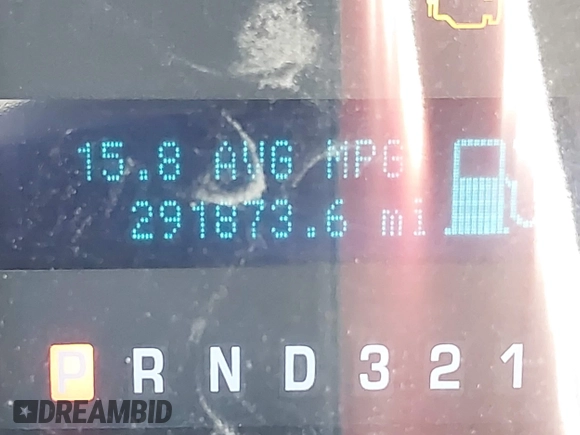 15.8 AVG MPG
291873.6 mi
P R N D 3 2 1
DREAMBID